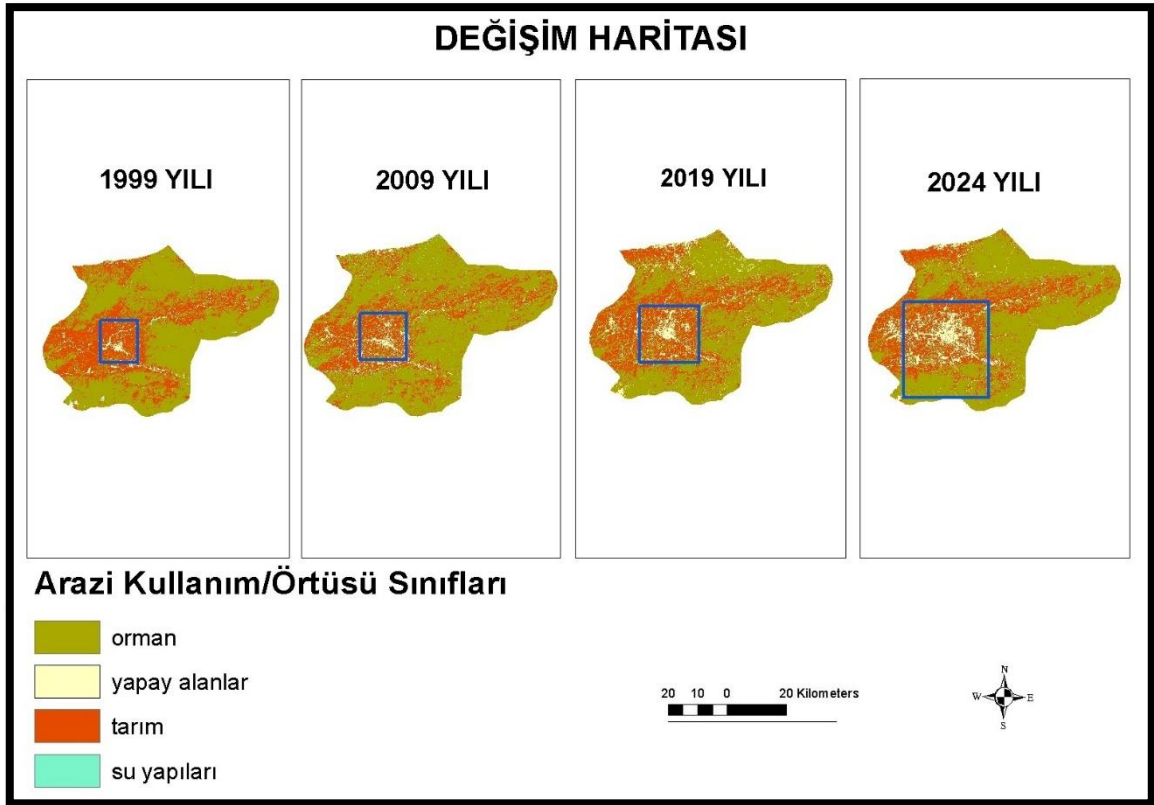 DEĞİŞİM HARİTASI
1999 YILI
2009 YILI
2019 YILI
2024 YILI
Arazi Kullanım/Örtüsü Sınıfları
orman
yapay alanlar
tarım
su yapıları
20 10 0 20 Kilometers
N
W E
S